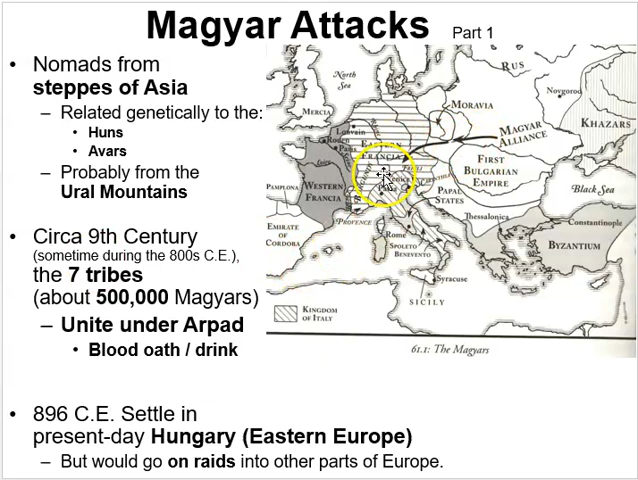 Magyar Attacks Part 1
• Nomads from
steppes of Asia
– Related genetically to the:
• Huns
• Avars
– Probably from the
Ural Mountains
• Circa 9th Century
(sometime during the 800s C.E.),
the 7 tribes
(about 500,000 Magyars)
– Unite under Arpad
• Blood oath / drink
• 896 C.E. Settle in
present-day Hungary (Eastern Europe)
– But would go on raids into other parts of Europe.
North
Sea
RUS
Novgorod
MERCIA
MORAVIA
KHAZARS
MAGYAR
ALLIANCE
Louvain
Rouen
Paris
EASTERN
FRANCIA
FIRST
BULGARIAN
EMPIRE
WESTERN
FRANCIA
PAMPLONA
PAPAL
STATES
Black Sea
PROVENCE
Thessalonica
Constantinople
EMIRATE
OF
CORDOBA
Rome
SPOLETO
BENEVENTO
BYZANTIUM
Syracuse
SICILY
KINGDOM
OF ITALY
61.1: The Magyars